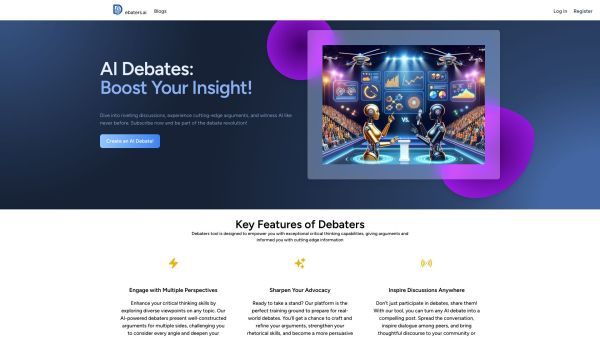 ebaters.ai
Blogs
Log in
Register
AI Debates:
Boost Your Insight!
Dive into riveting discussions, experience cutting-edge arguments, and witness AI like
never before. Subscribe now and be part of the debate revolution!
Create an AI Debate!
VS.
Key Features of Debaters
Debaters tool is designed to empower you with exceptional critical thinking capabilities, giving arguments and
informed you with cutting edge information
Engage with Multiple Perspectives
Enhance your critical thinking skills by
exploring diverse viewpoints on any topic. Our
AI-powered debaters present well-constructed
arguments for multiple sides, challenging you
to consider every angle and deepen your
Sharpen Your Advocacy
Ready to take a stand? Our platform is the
perfect training ground to prepare for real-
world debates. You'll get a chance to craft and
refine your arguments, strengthen your
rhetorical skills, and become a more persuasive
Inspire Discussions Anywhere
Don't just participate in debates, share them!
With our tool, you can turn any AI debate into a
compelling post. Spread the conversation,
inspire dialogue among peers, and bring
thoughtful discourse to your community or